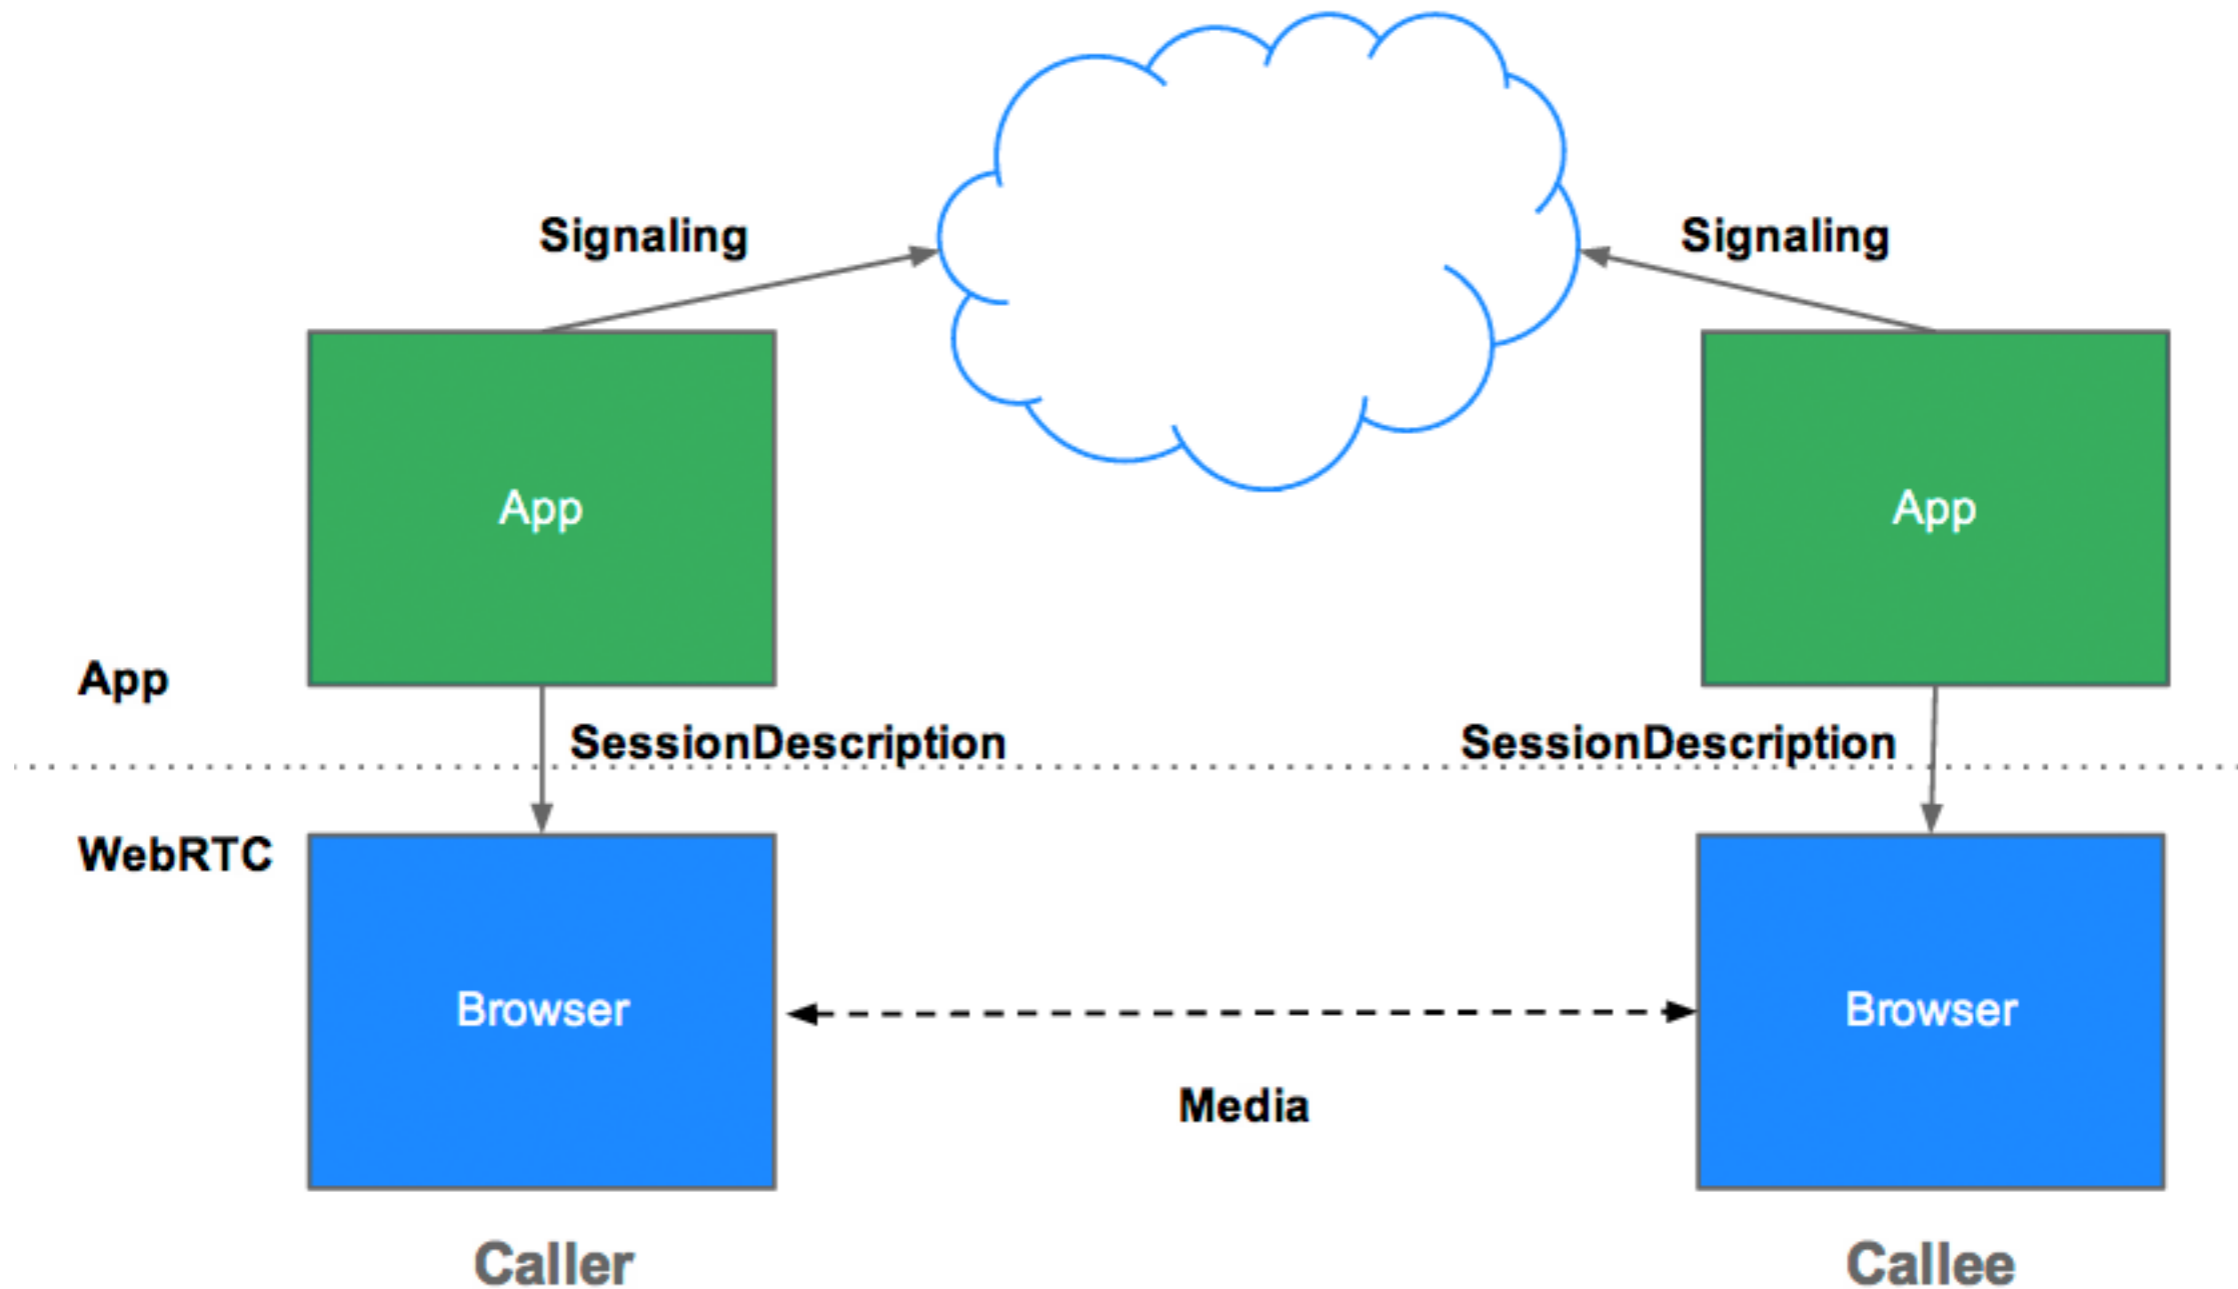 Signaling
Signaling
App
App
App
SessionDescription
SessionDescription
WebRTC
Browser
Browser
Media
Caller
Callee